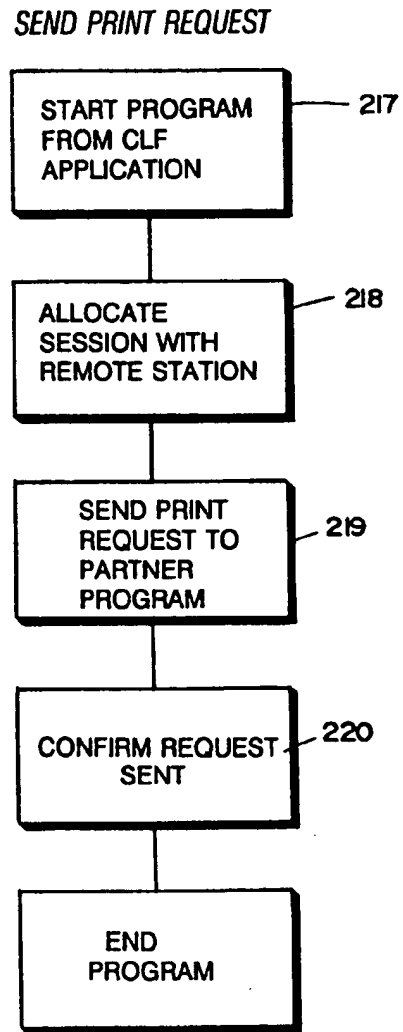 SEND PRINT REQUEST
START PROGRAM
FROM CLF
APPLICATION
217
ALLOCATE
SESSION WITH
REMOTE STATION
218
SEND PRINT
REQUEST TO
PARTNER
PROGRAM
219
CONFIRM REQUEST
SENT
220
END
PROGRAM